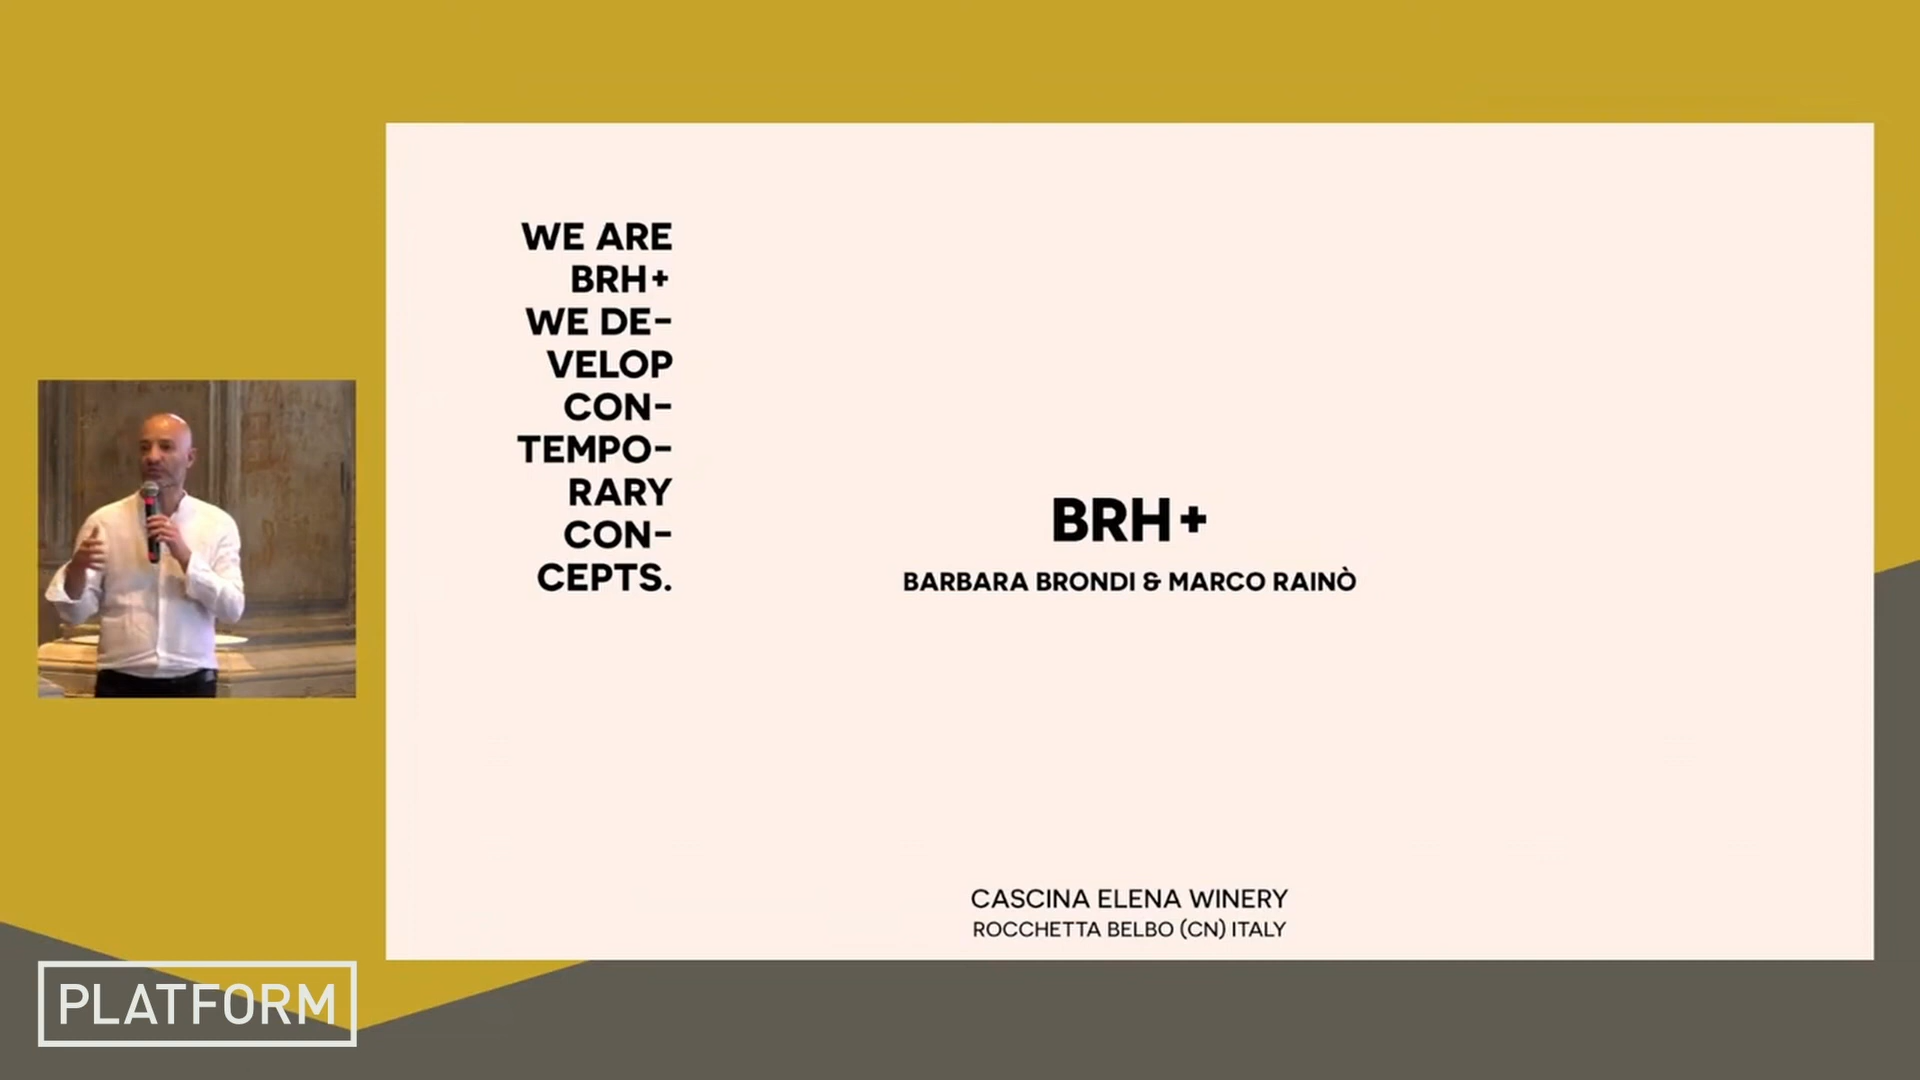 WE ARE
BRH+
WE DE-
VELOP
CON-
TEMPO-
RARY
CON-
CEPTS.
BRH+
BARBARA BRONDI & MARCO RAINÒ
CASCINA ELENA WINERY
ROCCHETTA BELBO (CN) ITALY
PLATFORM